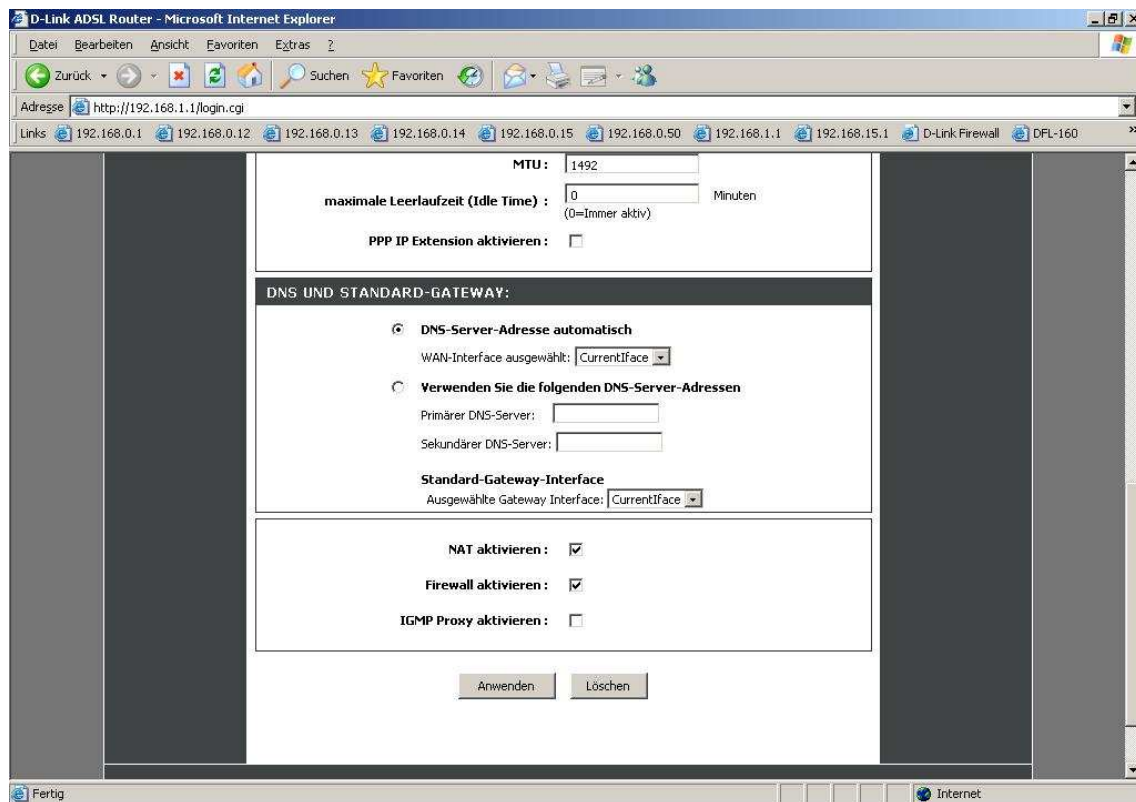 D-Link ADSL Router - Microsoft Internet Explorer
Datei Bearbeiten Ansicht Favoriten Extras ?
Zurück Suchen Favoriten
Adresse http://192.168.1.1/login.cgi
Links 192.168.0.1 192.168.0.12 192.168.0.13 192.168.0.14 192.168.0.15 192.168.0.50 192.168.1.1 192.168.15.1 D-Link Firewall DFL-160 »
MTU : 1492
maximale Leerlaufzeit (Idle Time) : 0 Minuten
(0=Immer aktiv)
PPP IP Extension aktivieren :
DNS UND STANDARD-GATEWAY:
DNS-Server-Adresse automatisch
WAN-Interface ausgewählt: CurrentIface
Verwenden Sie die folgenden DNS-Server-Adressen
Primärer DNS-Server:
Sekundärer DNS-Server:
Standard-Gateway-Interface
Ausgewählte Gateway Interface: CurrentIface
NAT aktivieren :
Firewall aktivieren :
IGMP Proxy aktivieren :
Anwenden Löschen
Fertig Internet